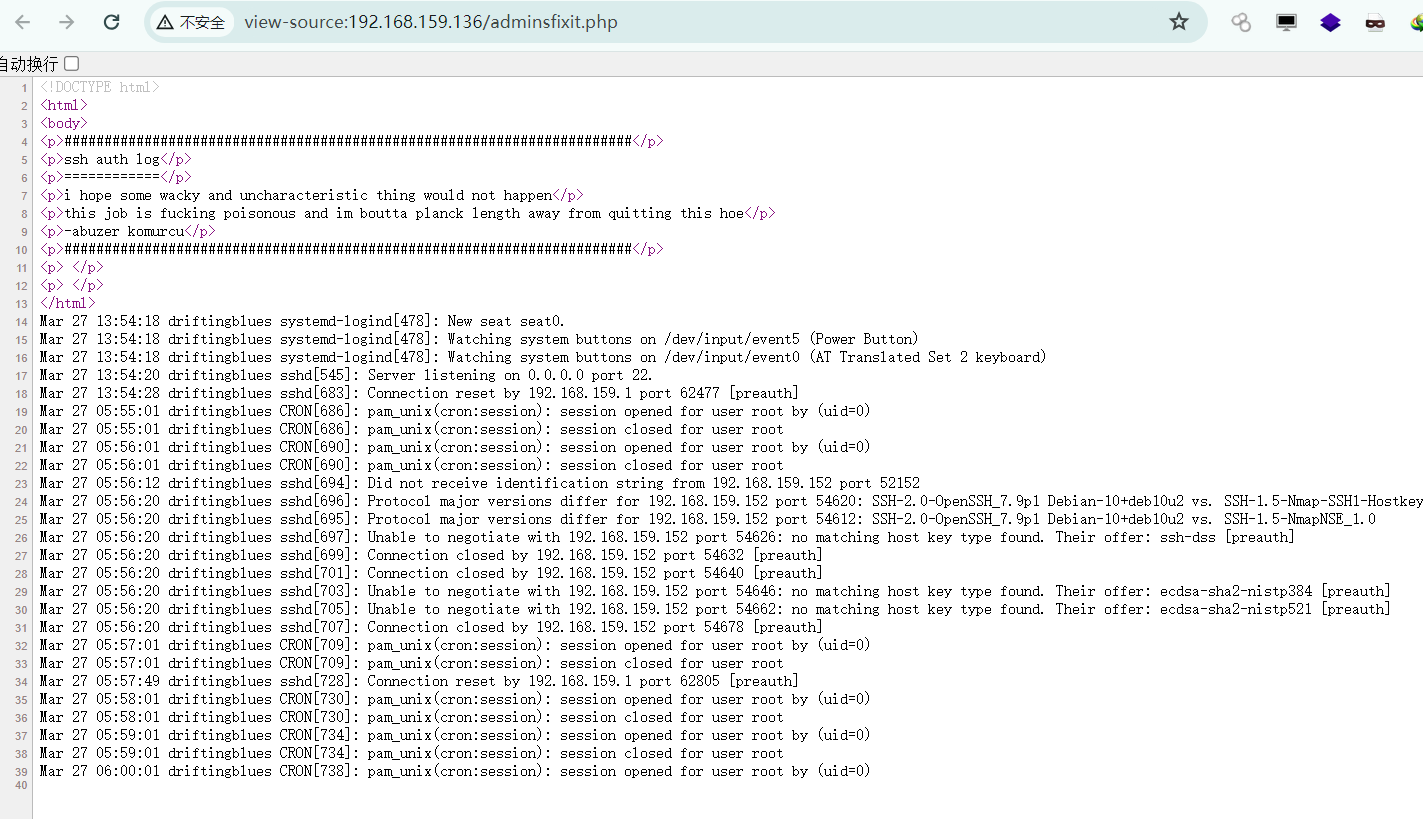 不安全 view-source:192.168.159.136/adminsfixit.php
自动换行
1 <!DOCTYPE html>
2 <html>
3 <body>
4 <p>#######################################################################</p>
5 <p>ssh auth log</p>
6 <p>============</p>
7 <p>i hope some wacky and uncharacteristic thing would not happen</p>
8 <p>this job is fucking poisonous and im boutta planck length away from quitting this hoe</p>
9 <p>-abuzer komurcu</p>
10 <p>#######################################################################</p>
11 <p> </p>
12 <p> </p>
13 </html>
14 Mar 27 13:54:18 driftingblues systemd-logind[478]: New seat seat0.
15 Mar 27 13:54:18 driftingblues systemd-logind[478]: Watching system buttons on /dev/input/event5 (Power Button)
16 Mar 27 13:54:18 driftingblues systemd-logind[478]: Watching system buttons on /dev/input/event0 (AT Translated Set 2 keyboard)
17 Mar 27 13:54:20 driftingblues sshd[545]: Server listening on 0.0.0.0 port 22.
18 Mar 27 13:54:28 driftingblues sshd[683]: Connection reset by 192.168.159.1 port 62477 [preauth]
19 Mar 27 05:55:01 driftingblues CRON[686]: pam_unix(cron:session): session opened for user root by (uid=0)
20 Mar 27 05:55:01 driftingblues CRON[686]: pam_unix(cron:session): session closed for user root
21 Mar 27 05:56:01 driftingblues CRON[690]: pam_unix(cron:session): session opened for user root by (uid=0)
22 Mar 27 05:56:01 driftingblues CRON[690]: pam_unix(cron:session): session closed for user root
23 Mar 27 05:56:12 driftingblues sshd[694]: Did not receive identification string from 192.168.159.152 port 52152
24 Mar 27 05:56:20 driftingblues sshd[696]: Protocol major versions differ for 192.168.159.152 port 54620: SSH-2.0-OpenSSH_7.9p1 Debian-10+deb10u2 vs. SSH-1.5-Nmap-SSH1-Hostkey
25 Mar 27 05:56:20 driftingblues sshd[695]: Protocol major versions differ for 192.168.159.152 port 54612: SSH-2.0-OpenSSH_7.9p1 Debian-10+deb10u2 vs. SSH-1.5-NmapNSE_1.0
26 Mar 27 05:56:20 driftingblues sshd[697]: Unable to negotiate with 192.168.159.152 port 54626: no matching host key type found. Their offer: ssh-dss [preauth]
27 Mar 27 05:56:20 driftingblues sshd[699]: Connection closed by 192.168.159.152 port 54632 [preauth]
28 Mar 27 05:56:20 driftingblues sshd[701]: Connection closed by 192.168.159.152 port 54640 [preauth]
29 Mar 27 05:56:20 driftingblues sshd[703]: Unable to negotiate with 192.168.159.152 port 54646: no matching host key type found. Their offer: ecdsa-sha2-nistp384 [preauth]
30 Mar 27 05:56:20 driftingblues sshd[705]: Unable to negotiate with 192.168.159.152 port 54662: no matching host key type found. Their offer: ecdsa-sha2-nistp521 [preauth]
31 Mar 27 05:56:20 driftingblues sshd[707]: Connection closed by 192.168.159.152 port 54678 [preauth]
32 Mar 27 05:57:01 driftingblues CRON[709]: pam_unix(cron:session): session opened for user root by (uid=0)
33 Mar 27 05:57:01 driftingblues CRON[709]: pam_unix(cron:session): session closed for user root
34 Mar 27 05:57:49 driftingblues sshd[728]: Connection reset by 192.168.159.1 port 62805 [preauth]
35 Mar 27 05:58:01 driftingblues CRON[730]: pam_unix(cron:session): session opened for user root by (uid=0)
36 Mar 27 05:58:01 driftingblues CRON[730]: pam_unix(cron:session): session closed for user root
37 Mar 27 05:59:01 driftingblues CRON[734]: pam_unix(cron:session): session opened for user root by (uid=0)
38 Mar 27 05:59:01 driftingblues CRON[734]: pam_unix(cron:session): session closed for user root
39 Mar 27 06:00:01 driftingblues CRON[738]: pam_unix(cron:session): session opened for user root by (uid=0)
40